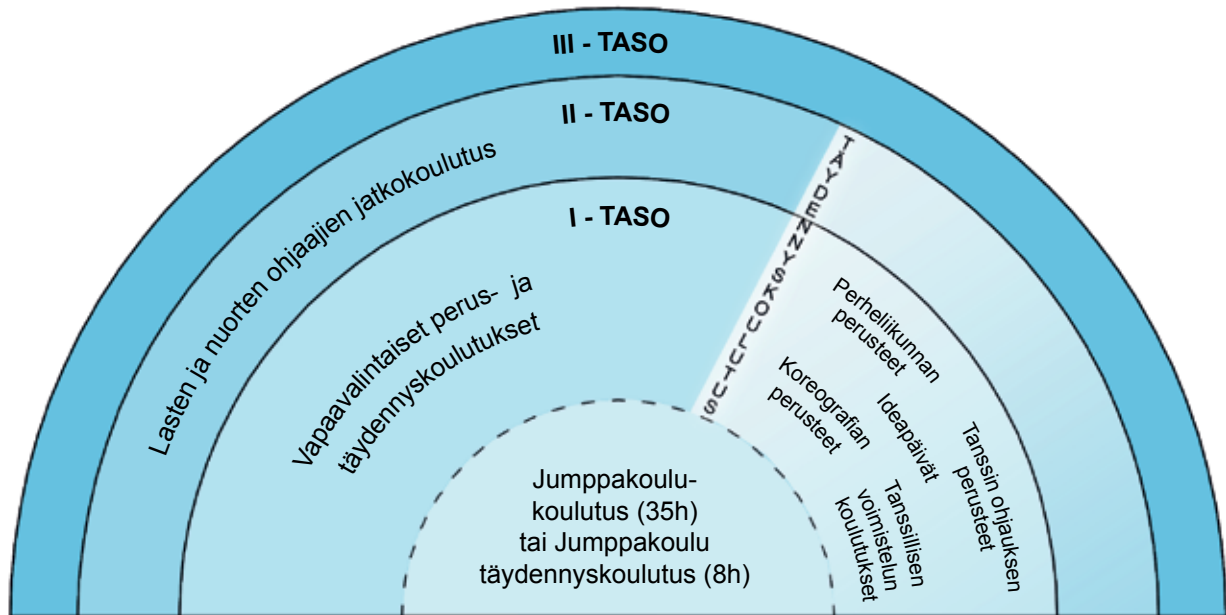 III - TASO
II - TASO
Lasten ja nuorten ohjaajien jatkokoulutus
I - TASO
Vapaavalintaiset perus- ja
täydennyskoulutukset
TÄYDENNYSKOULUTUS
Perheliikunnan
perusteet
Koreografian
perusteet
Ideapäivät
Tanssin ohjauksen
perusteet
Tanssillisen
voimistelun
koulutukset
Jumppakoulu-
koulutus (35h)
tai Jumppakoulu
täydennyskoulutus (8h)